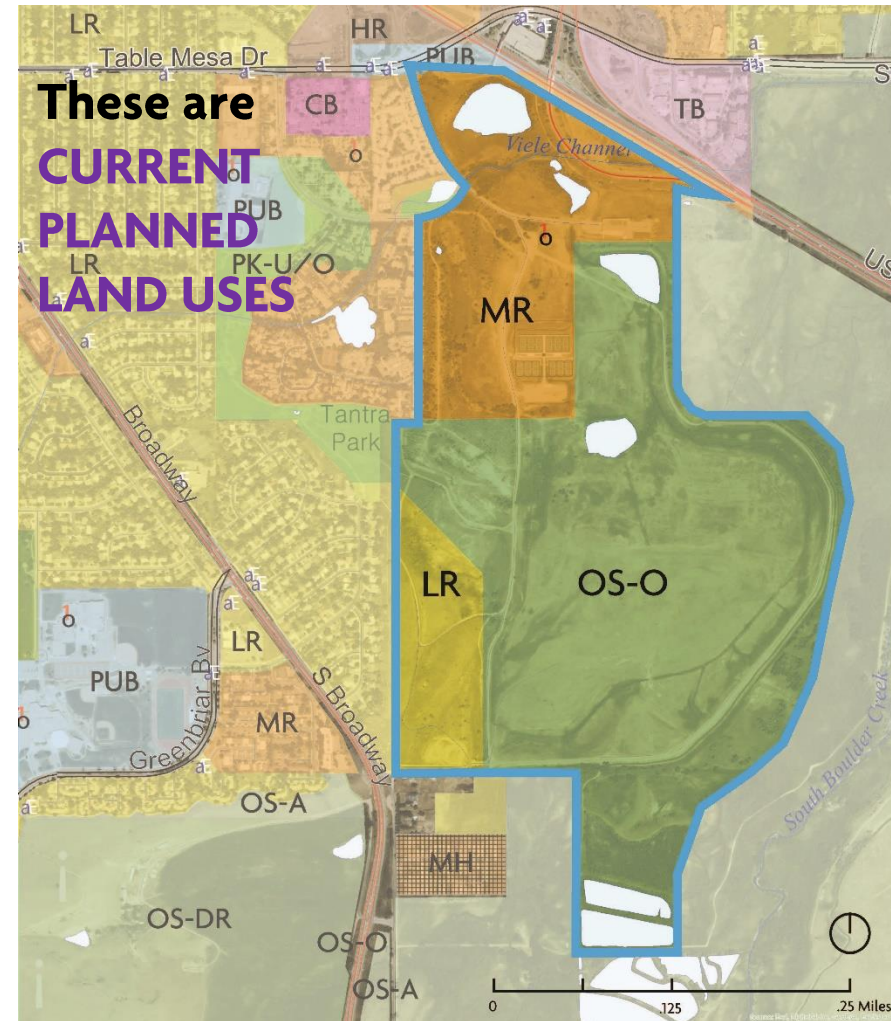 LR
HR
Table Mesa Dr
PUB
These are
CURRENT
PLANNED
LAND USES
CB
TB
Viele Channel
PUB
LR
PK-U/O
US
MR
Tantra
Park
Broadway
LR
OS-O
LR
PUB
MR
Greenbriar Bv
S Broadway
South Boulder Creek
OS-A
MH
OS-DR
OS-O
OS-A
0
.125
.25 Miles